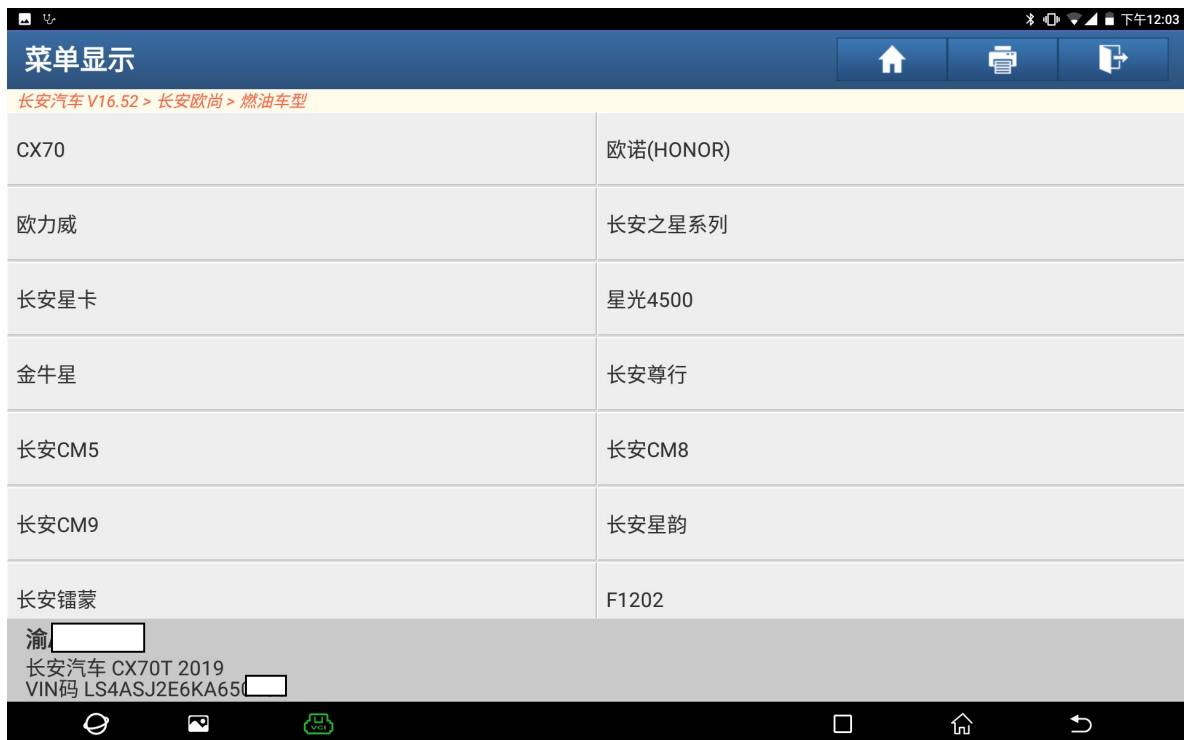 下午12:03
菜单显示
长安汽车 V16.52 > 长安欧尚 > 燃油车型
CX70
欧诺(HONOR)
欧力威
长安之星系列
长安星卡
星光4500
金牛星
长安尊行
长安CM5
长安CM8
长安CM9
长安星韵
长安镭蒙
F1202
渝
长安汽车 CX70T 2019
VIN码 LS4ASJ2E6KA650
VCI